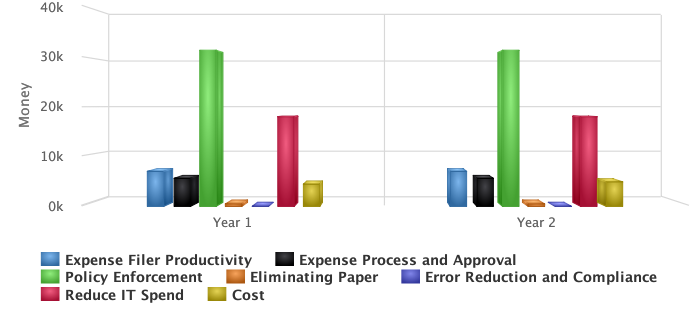 40k
30k
20k
10k
0k
Money
Year 1 Year 2
Expense Filer Productivity Expense Process and Approval
Policy Enforcement Eliminating Paper Error Reduction and Compliance
Reduce IT Spend Cost